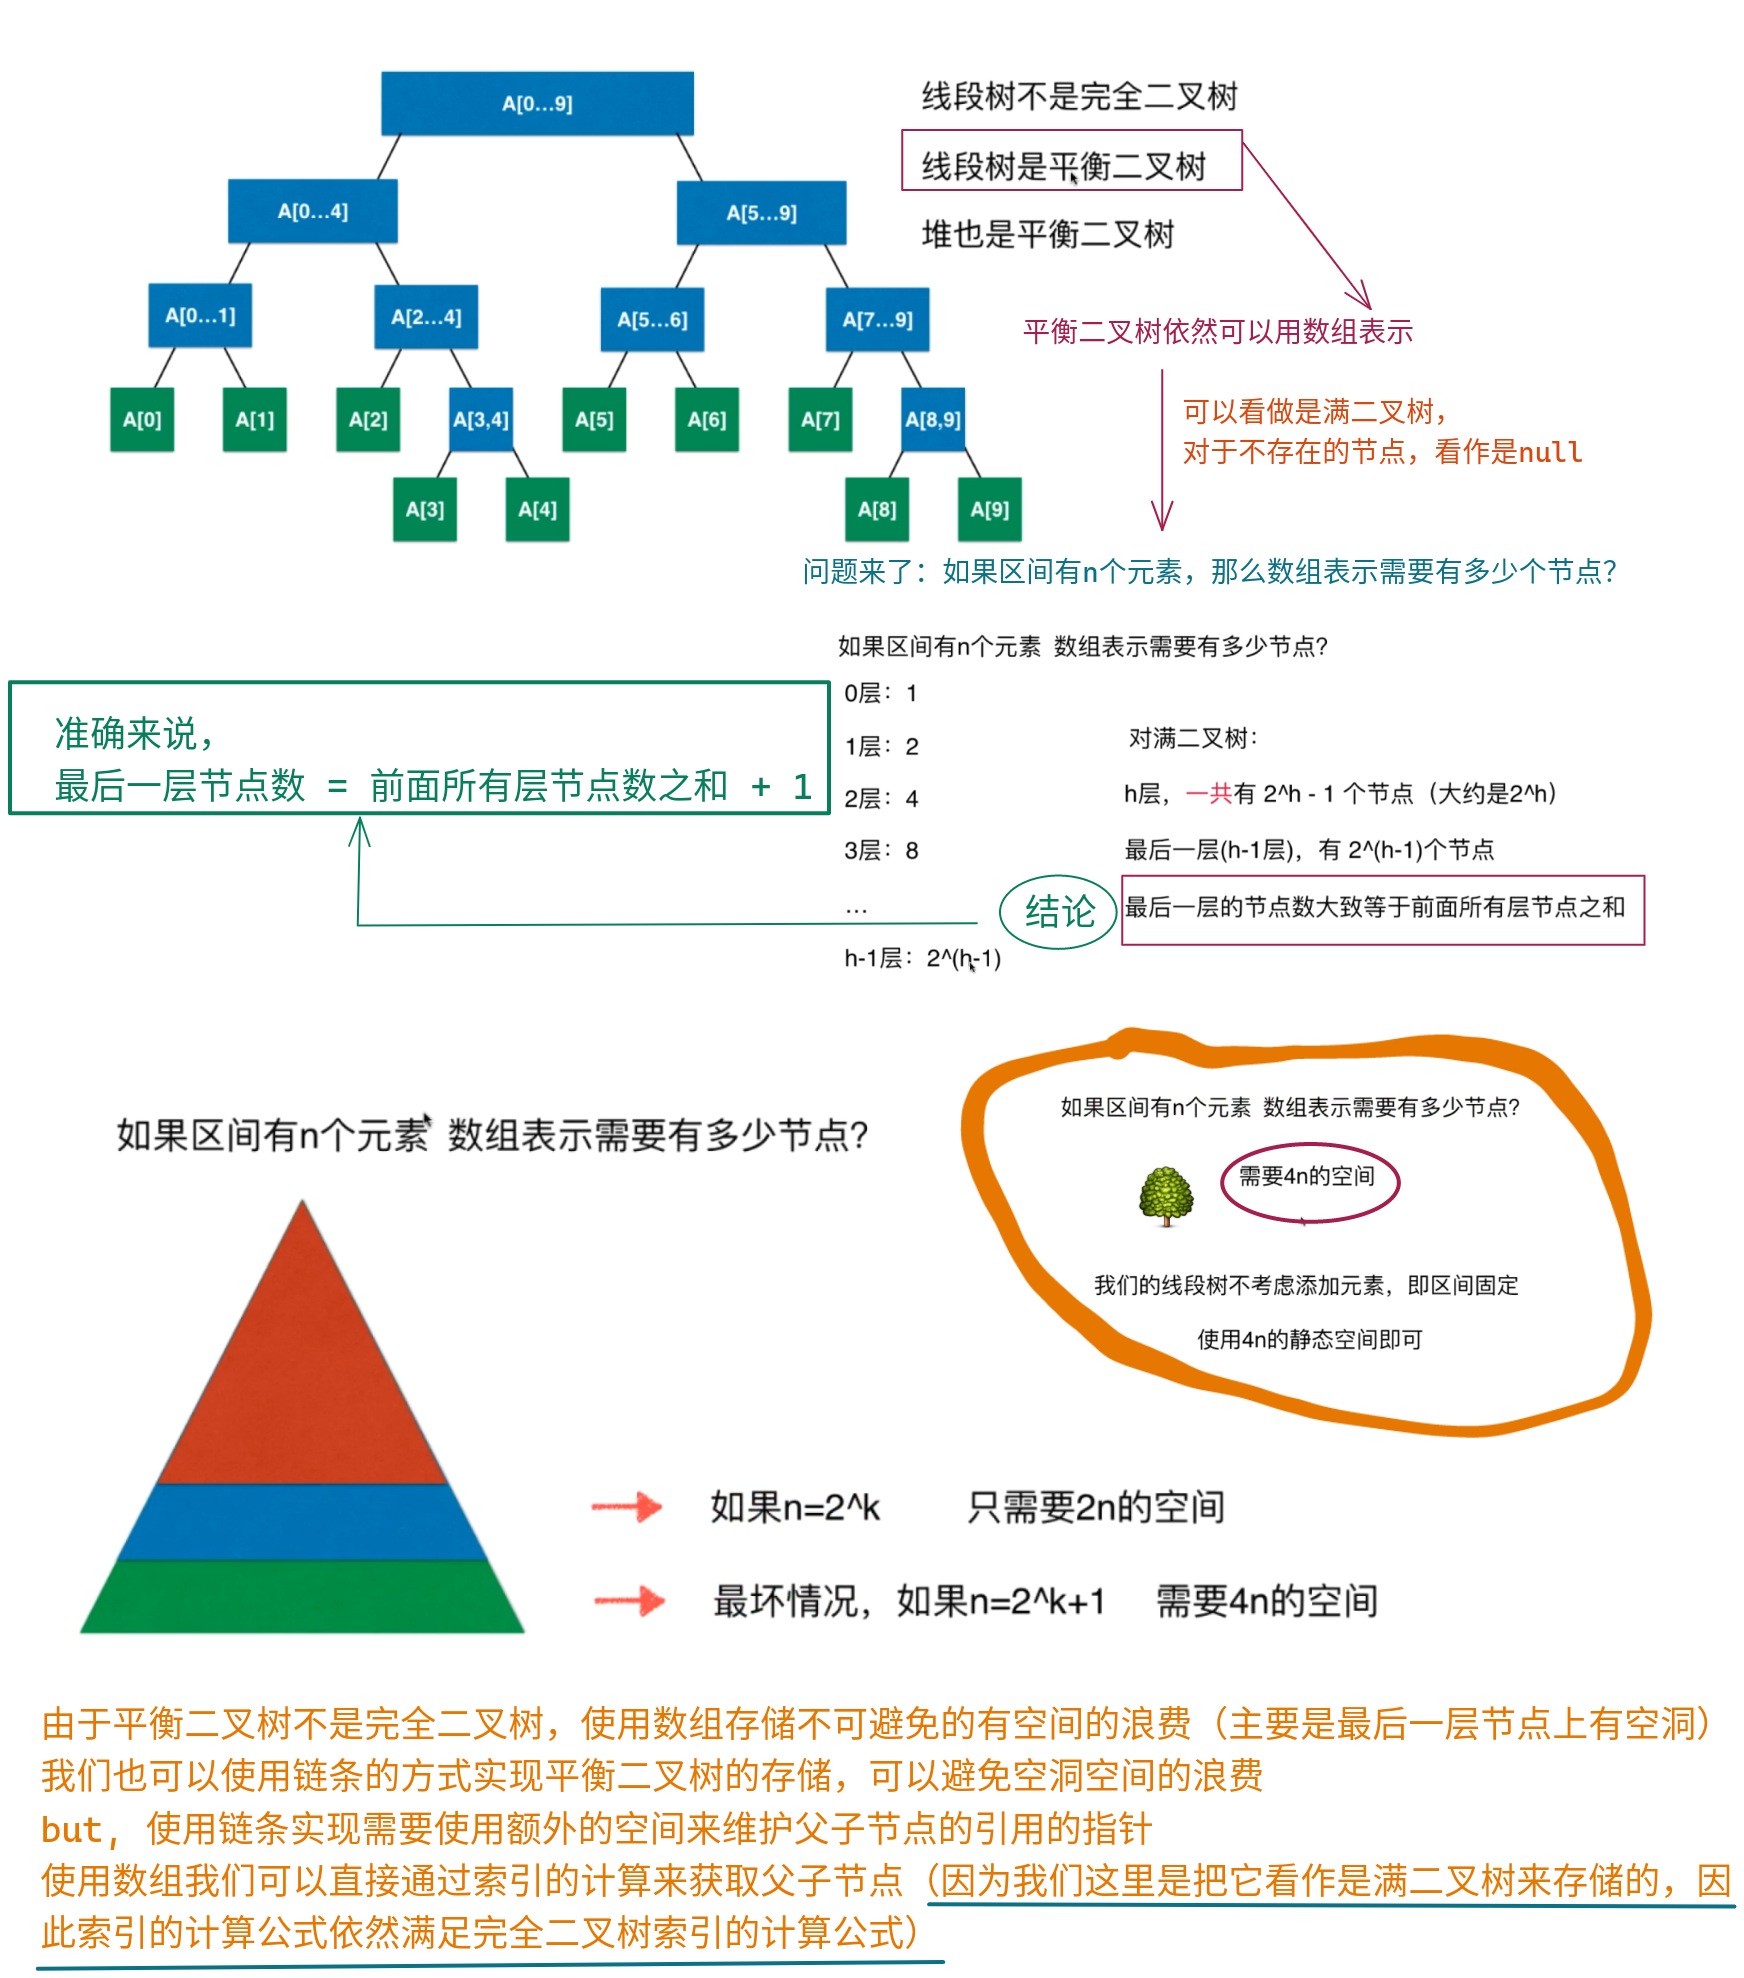 A[0...9]
A[0...4]
A[5...9]
A[0...1]
A[2...4]
A[5...6]
A[7...9]
A[0]
A[1]
A[2]
A[3,4]
A[5]
A[6]
A[7]
A[8,9]
A[3]
A[4]
A[8]
A[9]
线段树不是完全二叉树
线段树是平衡二叉树
堆也是平衡二叉树
平衡二叉树依然可以用数组表示
可以看做是满二叉树，
对于不存在的节点，看作是null
问题来了：如果区间有n个元素，那么数组表示需要有多少个节点？
如果区间有n个元素 数组表示需要有多少节点？
0层：1
1层：2
2层：4
3层：8
...
h-1层：2^(h-1)
对满二叉树：
h层，一共有 2^h - 1 个节点（大约是2^h）
最后一层(h-1层)，有 2^(h-1)个节点
结论
最后一层的节点数大致等于前面所有层节点之和
准确来说，
最后一层节点数 = 前面所有层节点数之和 + 1
如果区间有n个元素 数组表示需要有多少节点？
如果区间有n个元素 数组表示需要有多少节点？
需要4n的空间
我们的线段树不考虑添加元素，即区间固定
使用4n的静态空间即可
如果n=2^k 只需要2n的空间
最坏情况，如果n=2^k+1 需要4n的空间
由于平衡二叉树不是完全二叉树，使用数组存储不可避免的有空间的浪费（主要是最后一层节点上有空洞）
我们也可以使用链条的方式实现平衡二叉树的存储，可以避免空洞空间的浪费
but, 使用链条实现需要使用额外的空间来维护父子节点的引用的指针
使用数组我们可以直接通过索引的计算来获取父子节点（因为我们这里是把它看作是满二叉树来存储的，因
此索引的计算公式依然满足完全二叉树索引的计算公式）